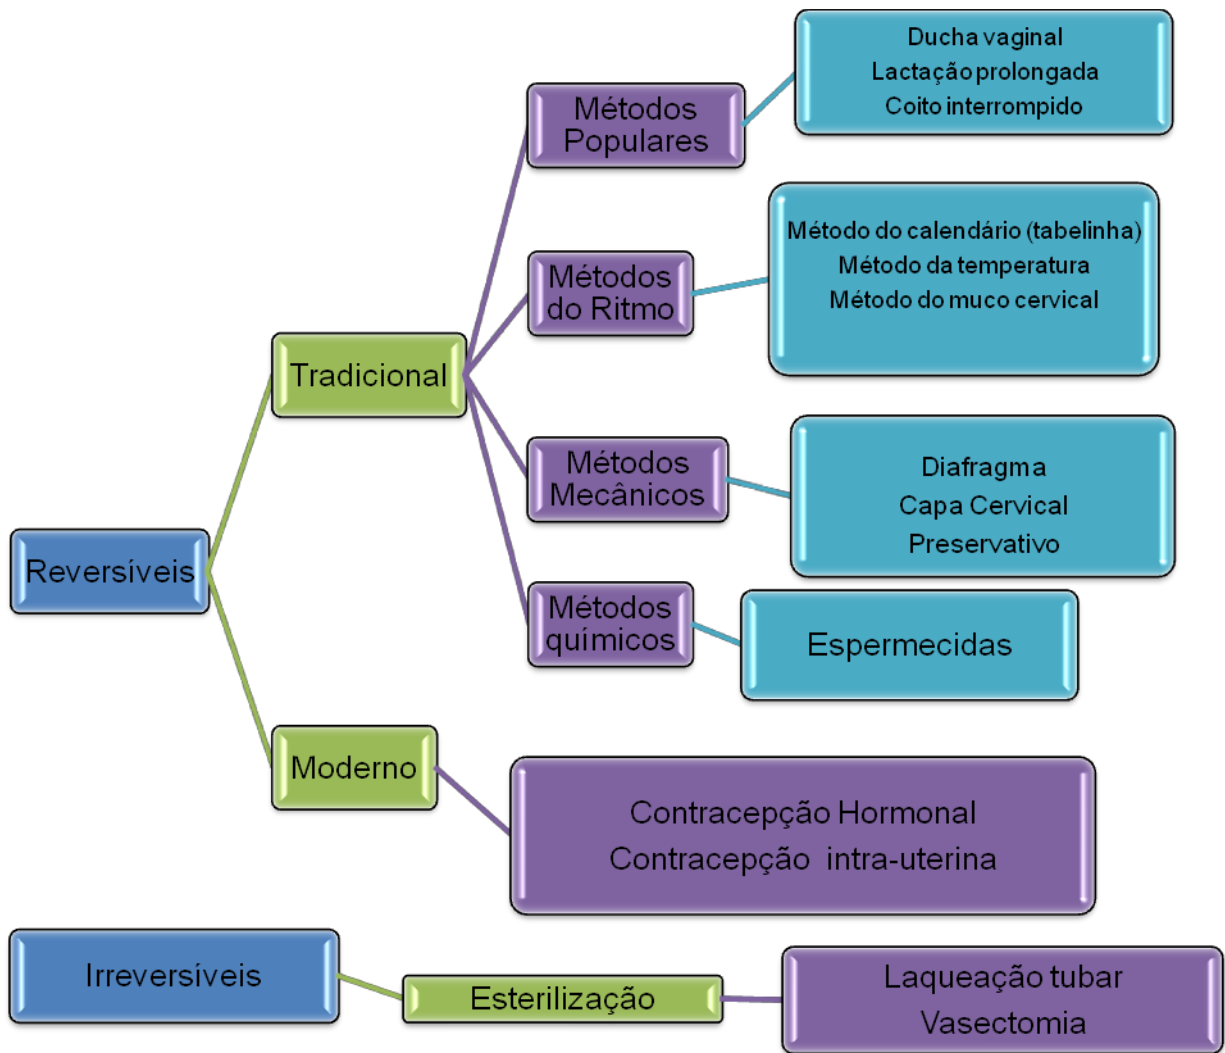 Reversíveis
Tradicional
Métodos
Populares
Ducha vaginal
Lactação prolongada
Coito interrompido
Métodos
do Ritmo
Método do calendário (tabelinha)
Método da temperatura
Método do muco cervical
Métodos
Mecânicos
Diafragma
Capa Cervical
Preservativo
Métodos
químicos
Espermecidas
Moderno
Contracepção Hormonal
Contracepção intra-uterina
Irreversíveis
Esterilização
Laqueação tubar
Vasectomia